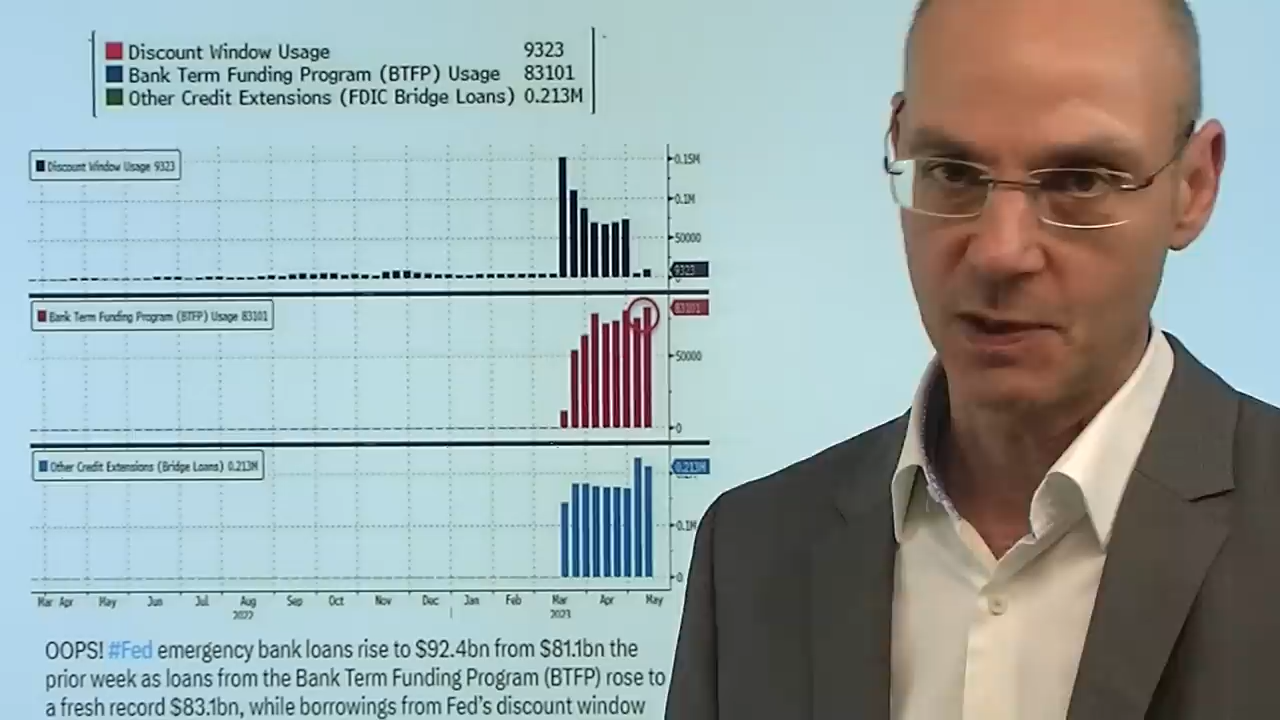 Discount Window Usage 9323
Bank Term Funding Program (BTFP) Usage 83101
Other Credit Extensions (FDIC Bridge Loans) 0.213M
Discount Window Usage 9323
0.15M
0.1M
50000
9323
0
Bank Term Funding Program (BTFP) Usage 83101
83101
50000
0
Other Credit Extensions (Bridge Loans) 0.213M
0.213M
0.1M
0
Mar Apr May Jun Jul Aug Sep Oct Nov Dec Jan Feb Mar Apr May
2022 2023
OOPS! #Fed emergency bank loans rise to $92.4bn from $81.1bn the
prior week as loans from the Bank Term Funding Program (BTFP) rose to
a fresh record $83.1bn, while borrowings from Fed's discount window